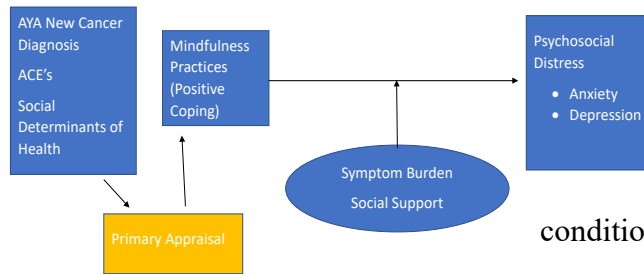 AYA New Cancer
Diagnosis
ACE's
Social
Determinants of
Health
Mindfulness
Practices
(Positive
Coping)
Psychosocial
Distress
• Anxiety
• Depression
Symptom Burden
Social Support
Primary Appraisal
conditio